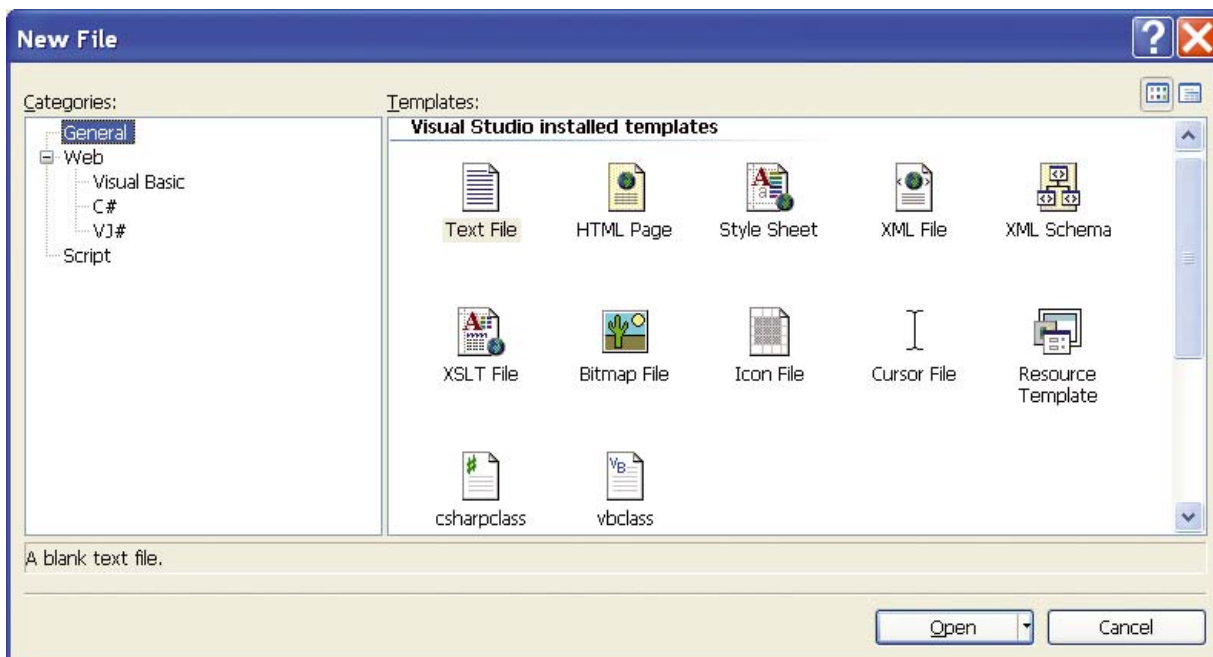 New File
Categories:
Templates:
General
Web
Visual Basic
C#
VJ#
Script
Visual Studio installed templates
Text File
HTML Page
Style Sheet
XML File
XML Schema
XSLT File
Bitmap File
Icon File
Cursor File
Resource
Template
csharpclass
vbclass
A blank text file.
Open
Cancel